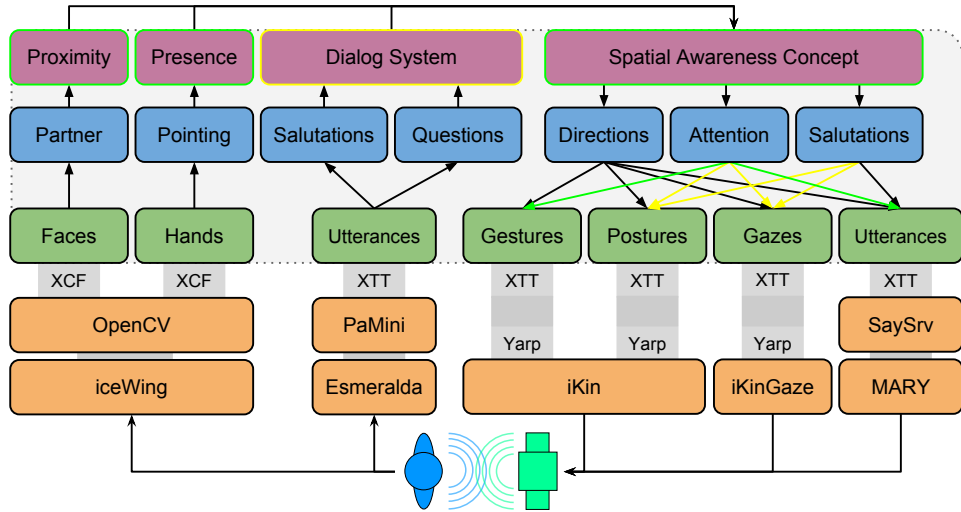 Proximity
Presence
Dialog System
Spatial Awareness Concept
Partner
Pointing
Salutations
Questions
Directions
Attention
Salutations
Faces
Hands
Utterances
Gestures
Postures
Gazes
Utterances
XCF
XCF
XTT
XTT
XTT
XTT
XTT
OpenCV
PaMini
SaySrv
Yarp
Yarp
Yarp
iceWing
Esmeralda
iKin
iKinGaze
MARY